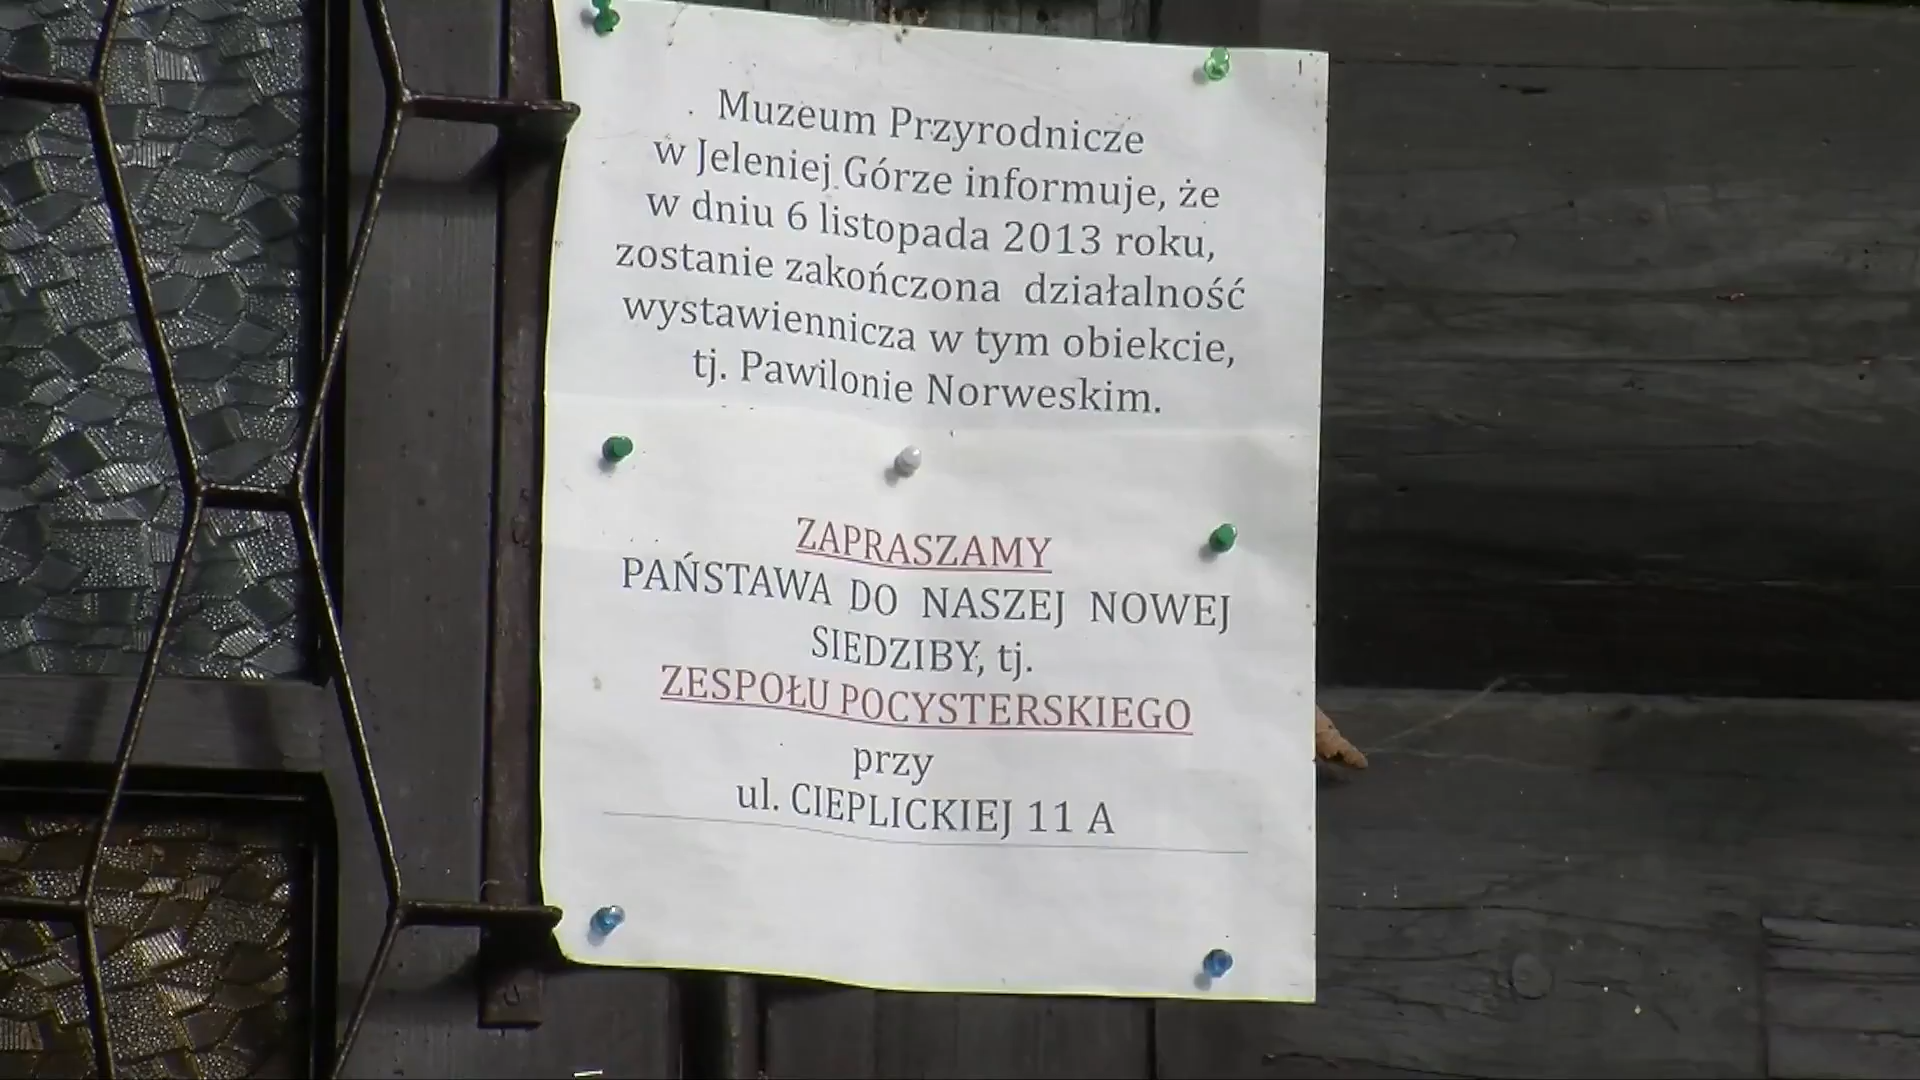 Muzeum Przyrodnicze
w Jeleniej Górze informuje, że
w dniu 6 listopada 2013 roku,
zostanie zakończona działalność
wystawiennicza w tym obiekcie,
tj. Pawilonie Norweskim.
ZAPRASZAMY
PAŃSTAWA DO NASZEJ NOWEJ
SIEDZIBY, tj.
ZESPOŁU POCYSTERSKIEGO
przy
ul. CIEPLICKIEJ 11 A